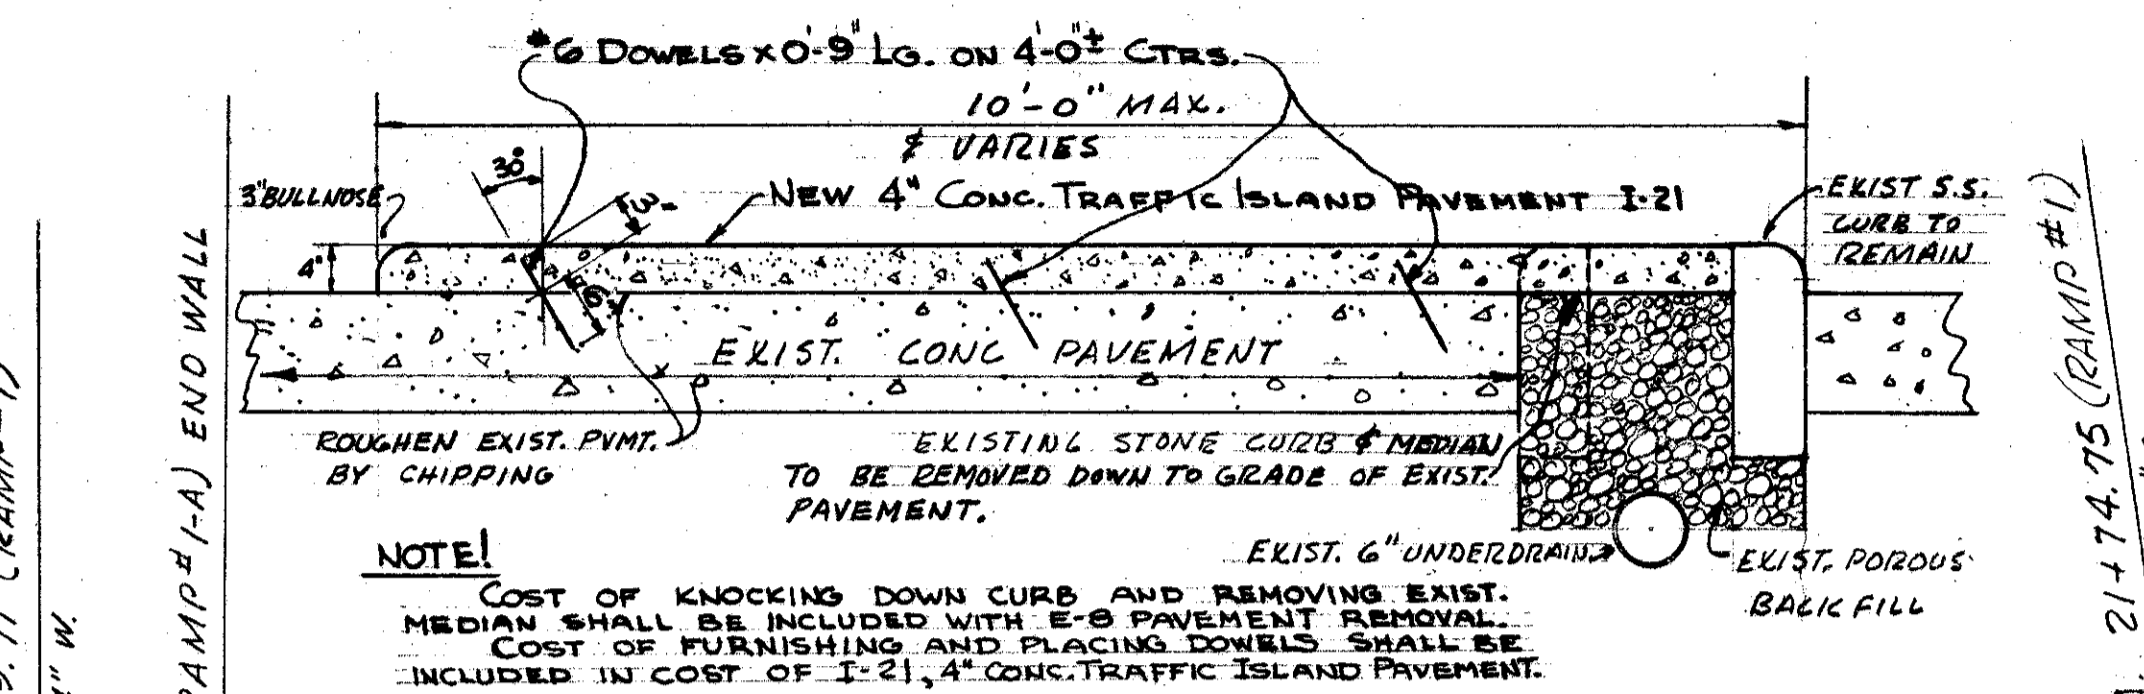 #6 DOWELS x 0'-9" LG. ON 4'-0"± CTRS.
10'-0" MAX.
& VARIES
30°
3" BULLNOSE
NEW 4" CONC. TRAFFIC ISLAND PAVEMENT I-21
EXIST S.S.
CURB TO
REMAIN
4"
3"
6"
EXIST. CONC PAVEMENT
ROUGHEN EXIST. PVMT.
BY CHIPPING
EXISTING STONE CURB & MEDIAN
TO BE REMOVED DOWN TO GRADE OF EXIST.
PAVEMENT.
EXIST. 6" UNDERDRAIN
EXIST. POROUS
BACK FILL
NOTE!
COST OF KNOCKING DOWN CURB AND REMOVING EXIST.
MEDIAN SHALL BE INCLUDED WITH E-8 PAVEMENT REMOVAL.
COST OF FURNISHING AND PLACING DOWELS SHALL BE
INCLUDED IN COST OF I-21, 4" CONC. TRAFFIC ISLAND PAVEMENT.
RAMP # 1-A) END WALL
" W.
21+74.75 (RAMP #1)